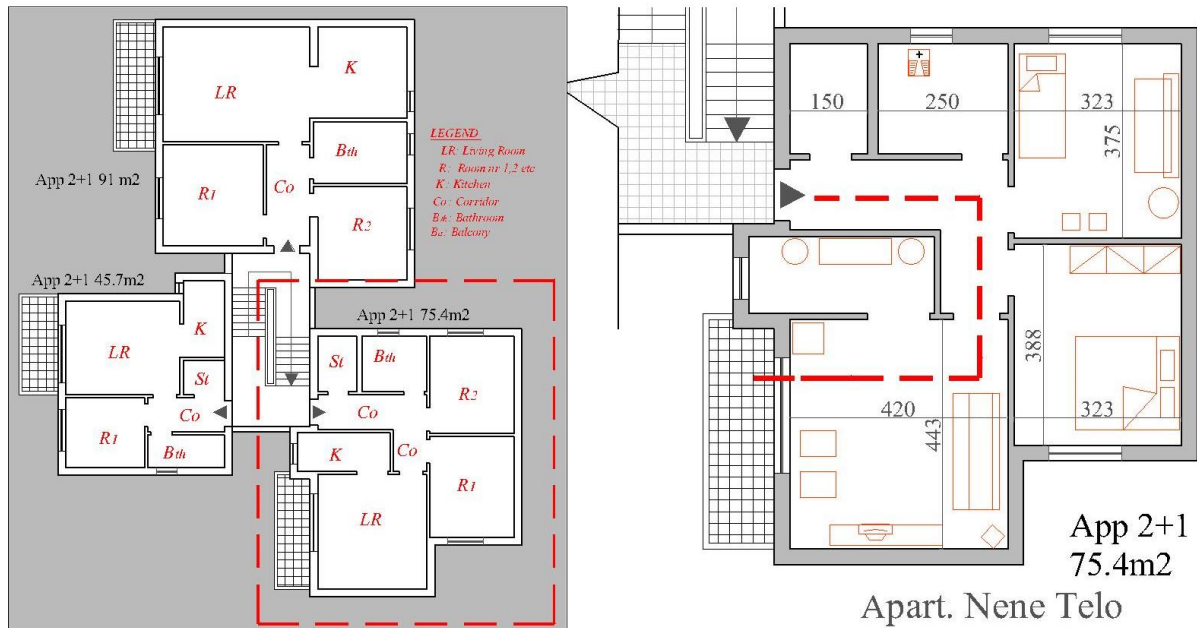 LR
K
LEGEND
LR: Living Room
R: Room nr 1,2 etc
K: Kitchen
Co: Corridor
Bth: Bathroom
Ba: Balcony
Bth
App 2+1 91 m2
R1
Co
R2
App 2+1 45.7m2
App 2+1 75.4m2
K
LR
St
Bth
St
R2
Co
Co
R1
Bth
K
Co
R1
LR
150
250
323
375
388
420
443
323
App 2+1
75.4m2
Apart. Nene Telo